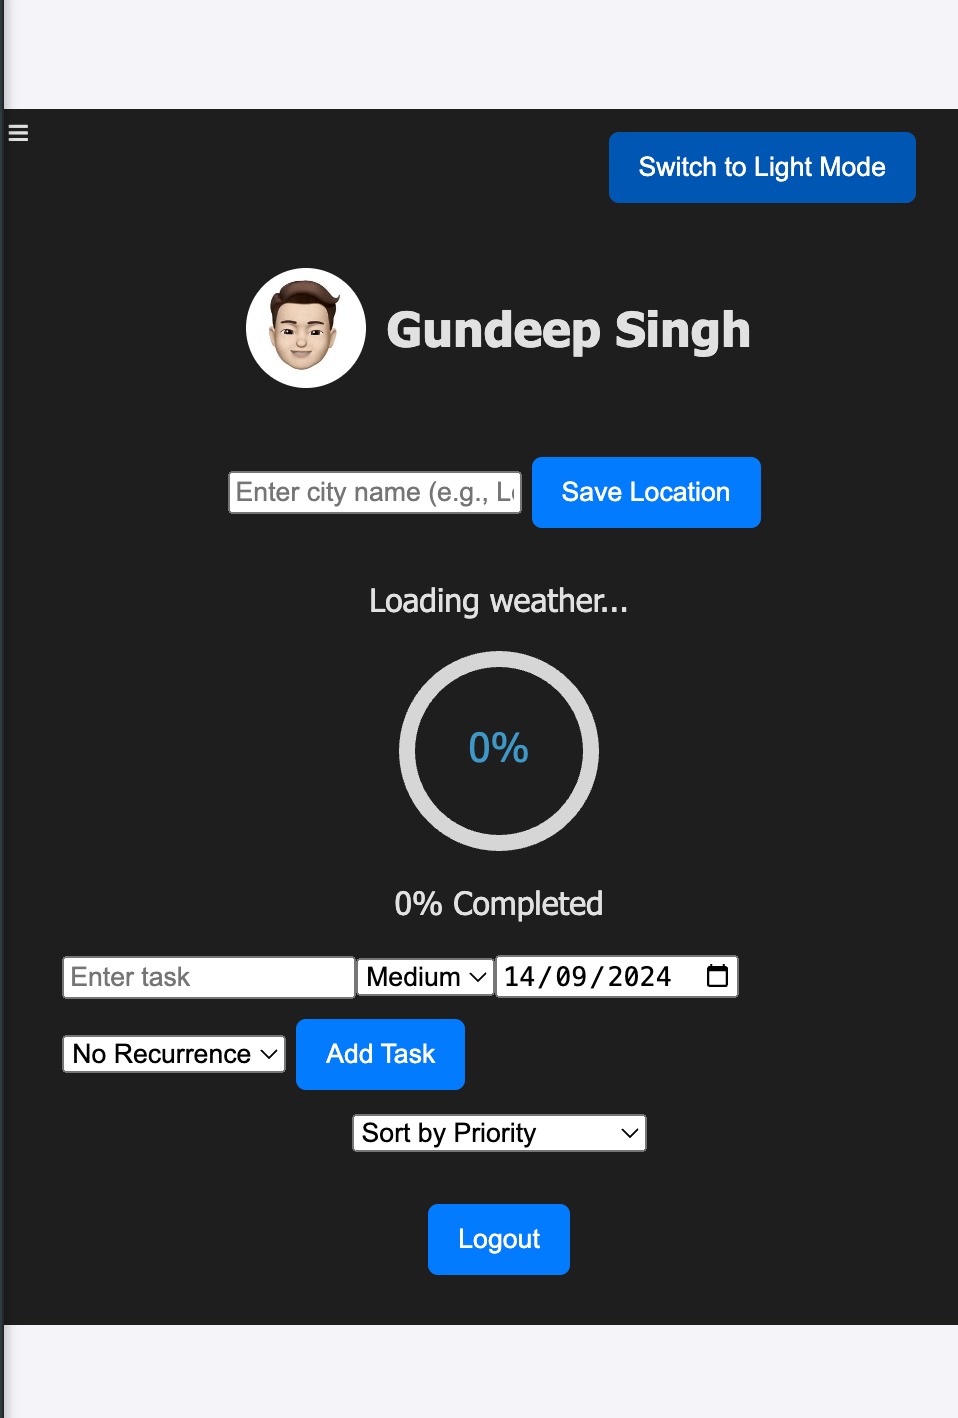 Switch to Light Mode
Gundeep Singh
Enter city name (e.g., Lo
Save Location
Loading weather...
0%
0% Completed
Enter task
Medium
14/09/2024
No Recurrence
Add Task
Sort by Priority
Logout